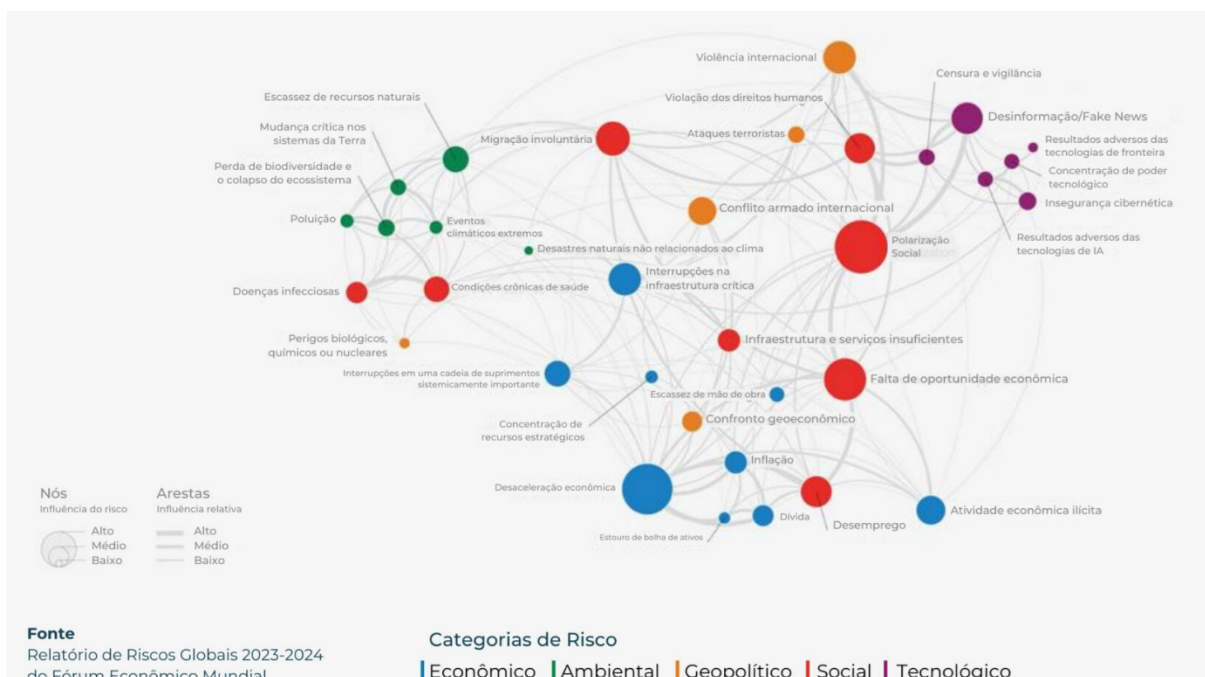 Violência internacional
Censura e vigilância
Escassez de recursos naturais
Violação dos direitos humanos
Desinformação/Fake News
Mudança crítica nos
sistemas da Terra
Migração involuntária
Ataques terroristas
Resultados adversos das
tecnologias de fronteira
Perda de biodiversidade e
o colapso do ecossistema
Concentração de poder
tecnológico
Insegurança cibernética
Poluição
Eventos
climáticos extremos
Conflito armado internacional
Desastres naturais não relacionados ao clima
Polarização
Social
Resultados adversos das
tecnologias de IA
Interrupções na
infraestrutura crítica
Doenças infecciosas
Condições crônicas de saúde
Perigos biológicos,
químicos ou nucleares
Infraestrutura e serviços insuficientes
Interrupções em uma cadeia de suprimentos
sistemicamente importante
Falta de oportunidade econômica
Escassez de mão de obra
Concentração de
recursos estratégicos
Confronto geoeconômico
Inflação
Desaceleração econômica
Dívida
Desemprego
Atividade econômica ilícita
Estouro de bolha de ativos
Nós
Influência do risco
Alto
Médio
Baixo
Arestas
Influência relativa
Alto
Médio
Baixo
Fonte
Relatório de Riscos Globais 2023-2024
do Fórum Econômico Mundial
Categorias de Risco
Econômico Ambiental Geopolítico Social Tecnológico